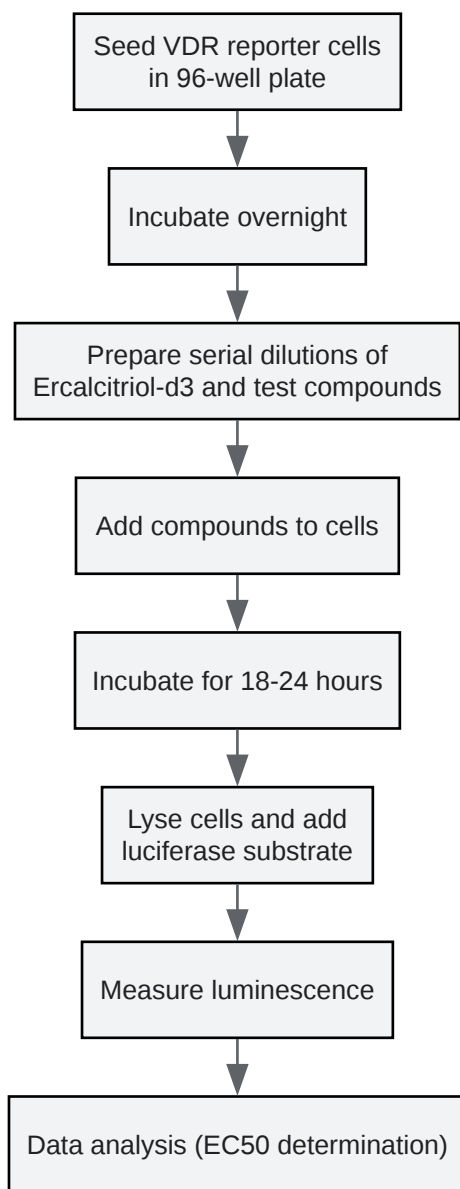 Seed VDR reporter cells
in 96-well plate
Incubate overnight
Prepare serial dilutions of
Ercalcitriol-d3 and test compounds
Add compounds to cells
Incubate for 18-24 hours
Lyse cells and add
luciferase substrate
Measure luminescence
Data analysis (EC50 determination)